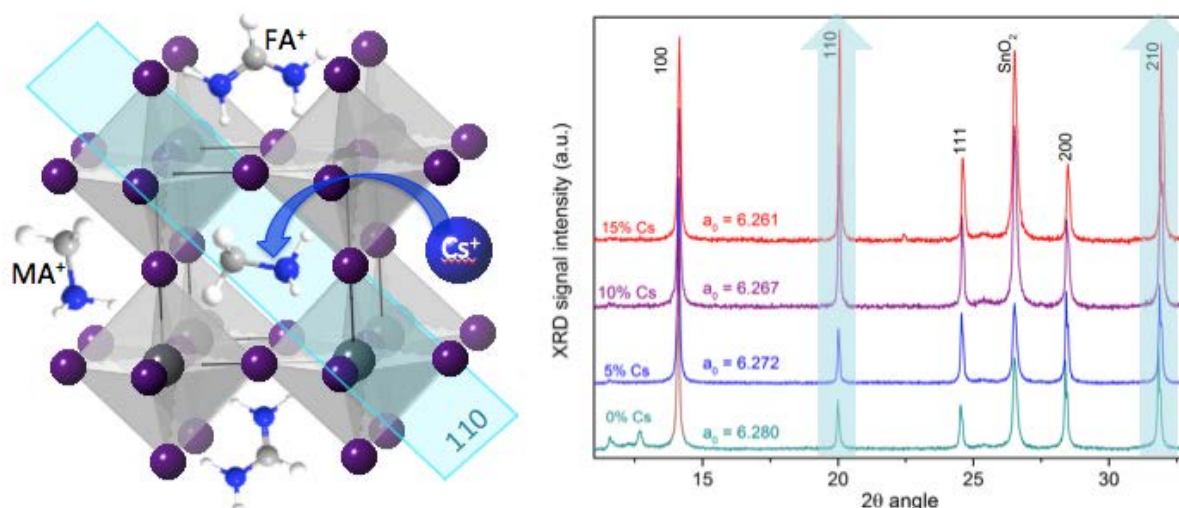 FA⁺
MA⁺
Cs⁺
110
XRD signal intensity (a.u.)
100
110
111
SnO₂
200
210
15% Cs
a₀ = 6.261
10% Cs
a₀ = 6.267
5% Cs
a₀ = 6.272
0% Cs
a₀ = 6.280
15
20
25
30
2θ angle